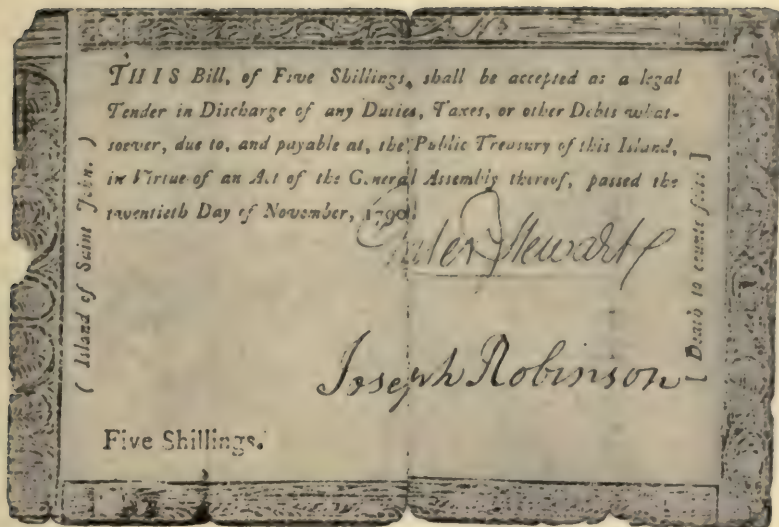 No
THIS Bill, of Five Shillings, shall be accepted as a legal
Tender in Discharge of any Duties, Taxes, or other Debts what-
soever, due to, and payable at, the Public Treasury of this Island,
in Virtue of an Act of the General Assembly thereof, passed the
twentieth Day of November, 1790.
( Island of Saint John. )
Stewart
[ Death to counterfeit ]
Joseph Robinson
Five Shillings.